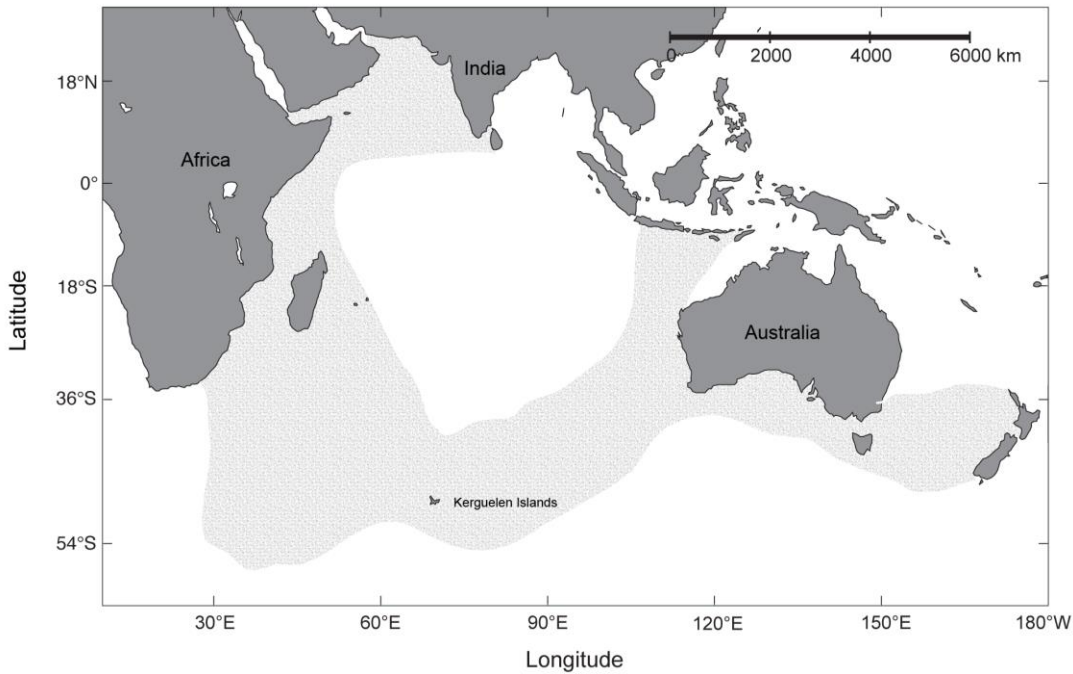 0 2000 4000 6000 km
India
18°N
Africa
0°
18°S
Australia
36°S
Kerguelen Islands
54°S
30°E 60°E 90°E 120°E 150°E 180°W
Latitude
Longitude